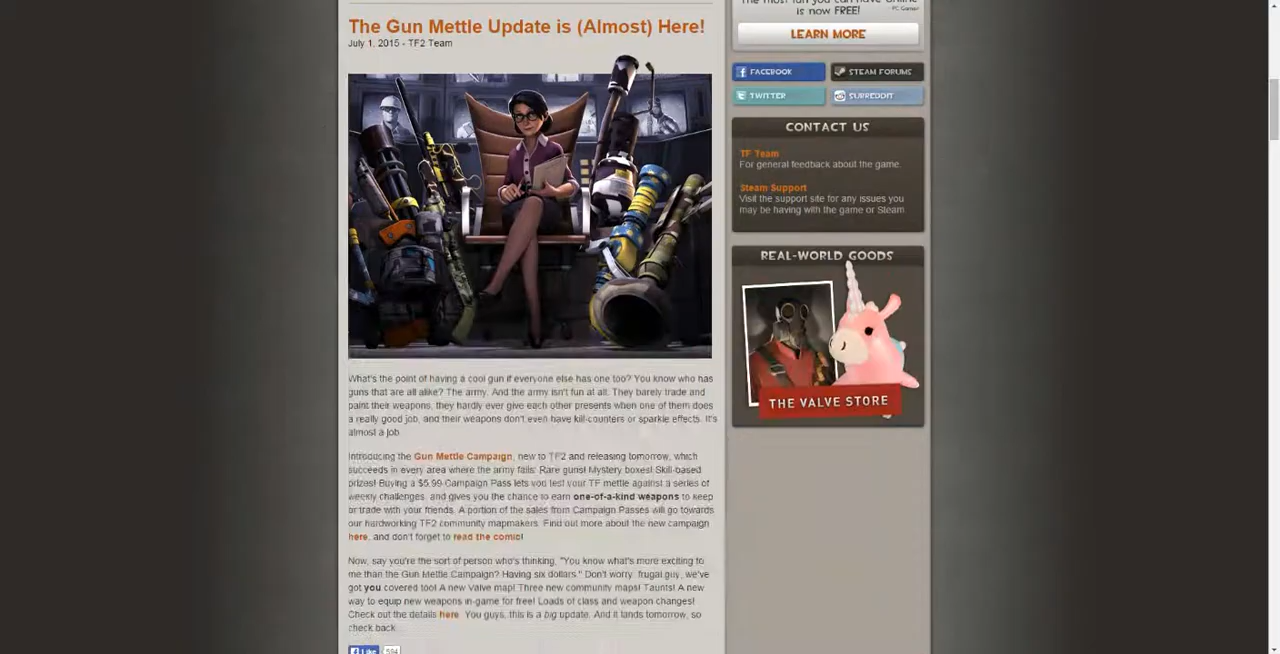 The most fun you can have online
is now FREE!
PC Gamer
LEARN MORE
The Gun Mettle Update is (Almost) Here!
July 1, 2015 - TF2 Team
What's the point of having a cool gun if everyone else has one too? You know who has
guns that are all alike? The army. And the army isn't fun at all. They barely trade and
paint their weapons, they hardly ever give each other presents when one of them does
a really good job, and their weapons don't even have kill-counters or sparkle effects. It's
almost a job.
Introducing the Gun Mettle Campaign, new to TF2 and releasing tomorrow, which
succeeds in every area where the army fails: Rare guns! Mystery boxes! Skill-based
prizes! Buying a $5.99 Campaign Pass lets you test your TF mettle against a series of
weekly challenges, and gives you the chance to earn one-of-a-kind weapons to keep
or trade with your friends. A portion of the sales from Campaign Passes will go towards
our hardworking TF2 community mapmakers. Find out more about the new campaign
here, and don't forget to read the comic!
Now, say you're the sort of person who's thinking, "You know what's more exciting to
me than the Gun Mettle Campaign? Having six dollars." Don't worry, frugal guy, we've
got you covered too! A new Valve map! Three new community maps! Taunts! A new
way to equip new weapons in-game for free! Loads of class and weapon changes!
Check out the details here. You guys, this is a big update. And it lands tomorrow, so
check back.
Like
594
FACEBOOK
STEAM FORUMS
TWITTER
SUBREDDIT
CONTACT US
TF Team
For general feedback about the game.
Steam Support
Visit the support site for any issues you
may be having with the game or Steam.
REAL-WORLD GOODS
THE VALVE STORE